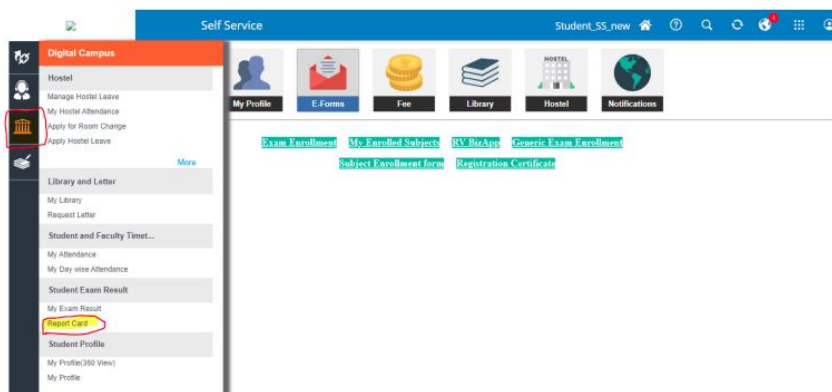 Self Service
Student_SS_new
Digital Campus
Hostel
Manage Hostel Leave
My Hostel Attendance
Apply for Room Change
Apply Hostel Leave
More
Library and Letter
My Library
Request Letter
Student and Faculty Timet...
My Attendance
My Day wise Attendance
Student Exam Result
My Exam Result
Report Card
Student Profile
My Profile(360 View)
My Profile
My Profile
E-Forms
Fee
Library
HOSTEL
Hostel
Notifications
Exam Enrollment My Enrolled Subjects RV BizApp Generic Exam Enrollment
Subject Enrollment form Registration Certificate